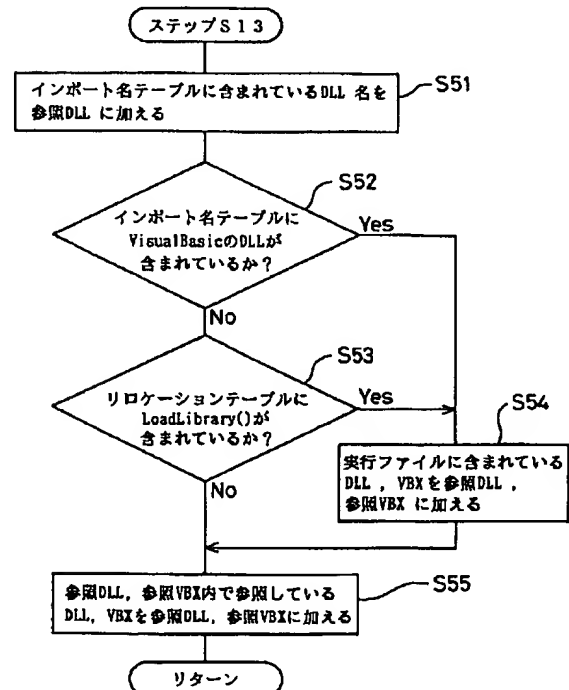 ステップS13
インポート名テーブルに含まれているDLL 名を
参照DLL に加える
S51
S52
インポート名テーブルに
VisualBasicのDLLが
含まれているか？
Yes
No
S53
リロケーションテーブルに
LoadLibrary()が
含まれているか？
Yes
No
S54
実行ファイルに含まれている
DLL , VBXを参照DLL ,
参照VBX に加える
参照DLL, 参照VBX内で参照している
DLL, VBXを参照DLL, 参照VBXに加える
S55
リターン